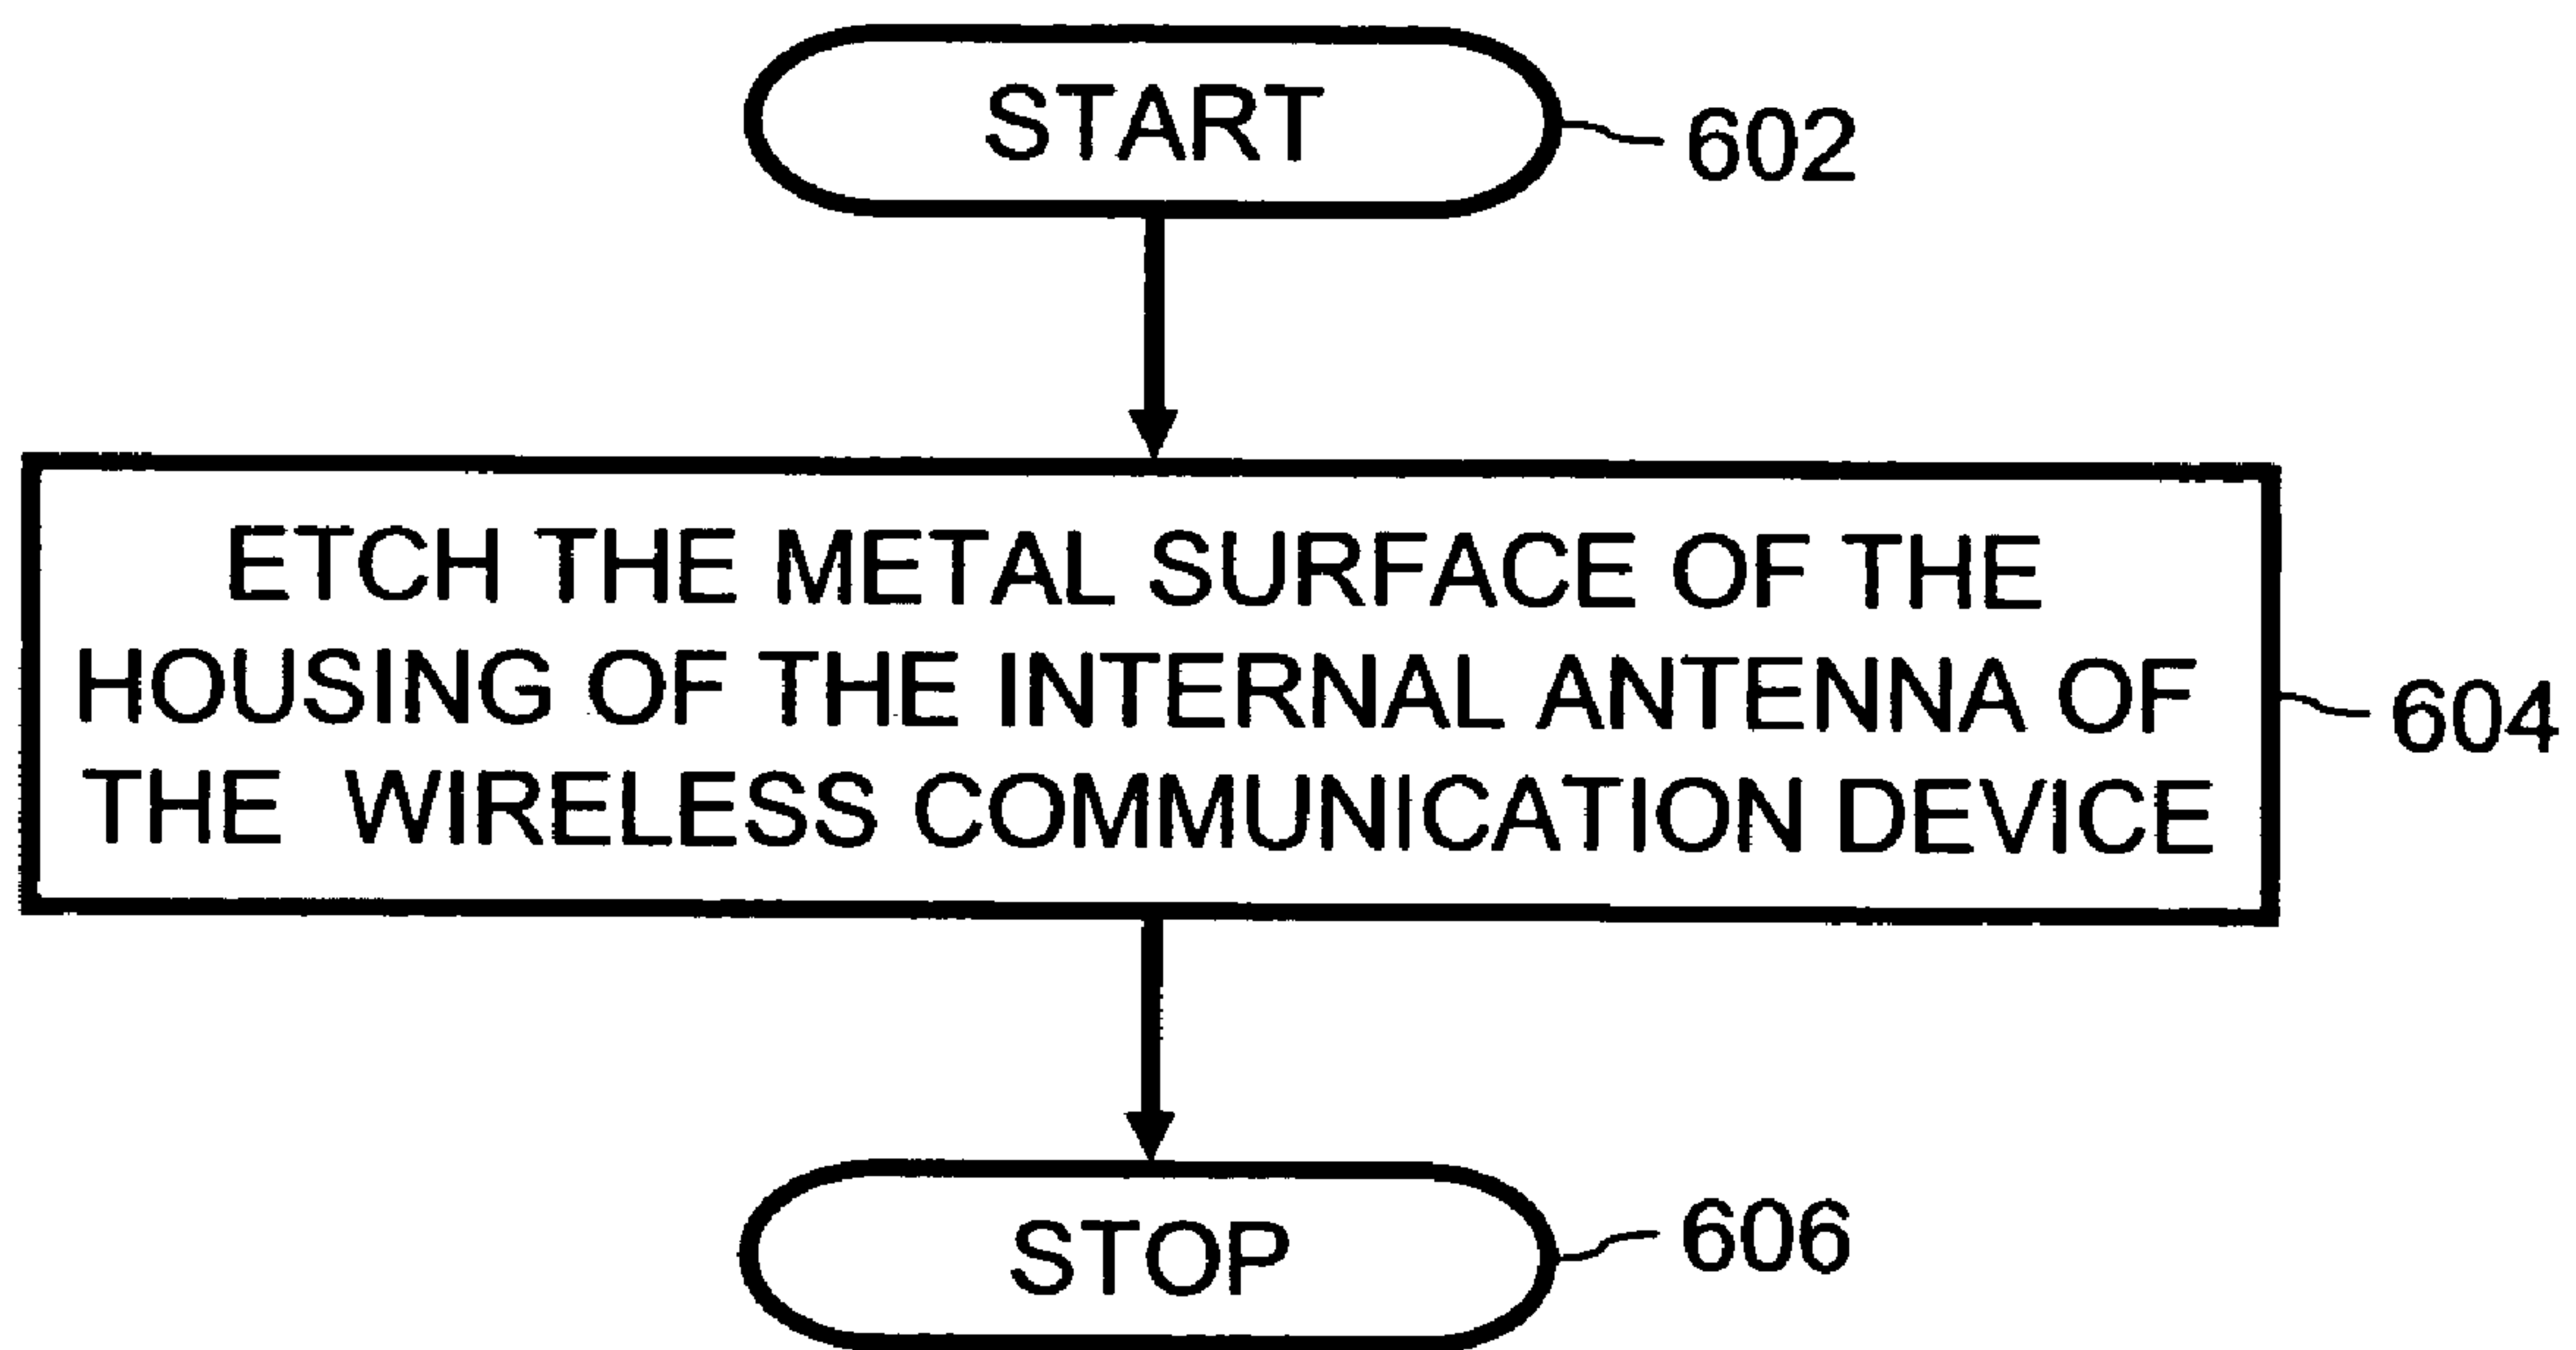 START
602
ETCH THE METAL SURFACE OF THE
HOUSING OF THE INTERNAL ANTENNA OF
THE WIRELESS COMMUNICATION DEVICE
604
STOP
606